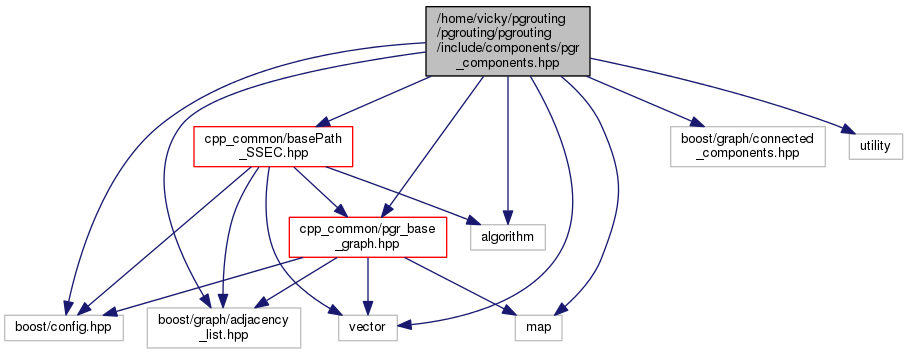 /home/vicky/pgrouting
/pgrouting/pgrouting
/include/components/pgr
_components.hpp
cpp_common/basePath
_SSEC.hpp
boost/graph/connected
_components.hpp
utility
cpp_common/pgr_base
_graph.hpp
algorithm
boost/config.hpp
boost/graph/adjacency
_list.hpp
vector
map